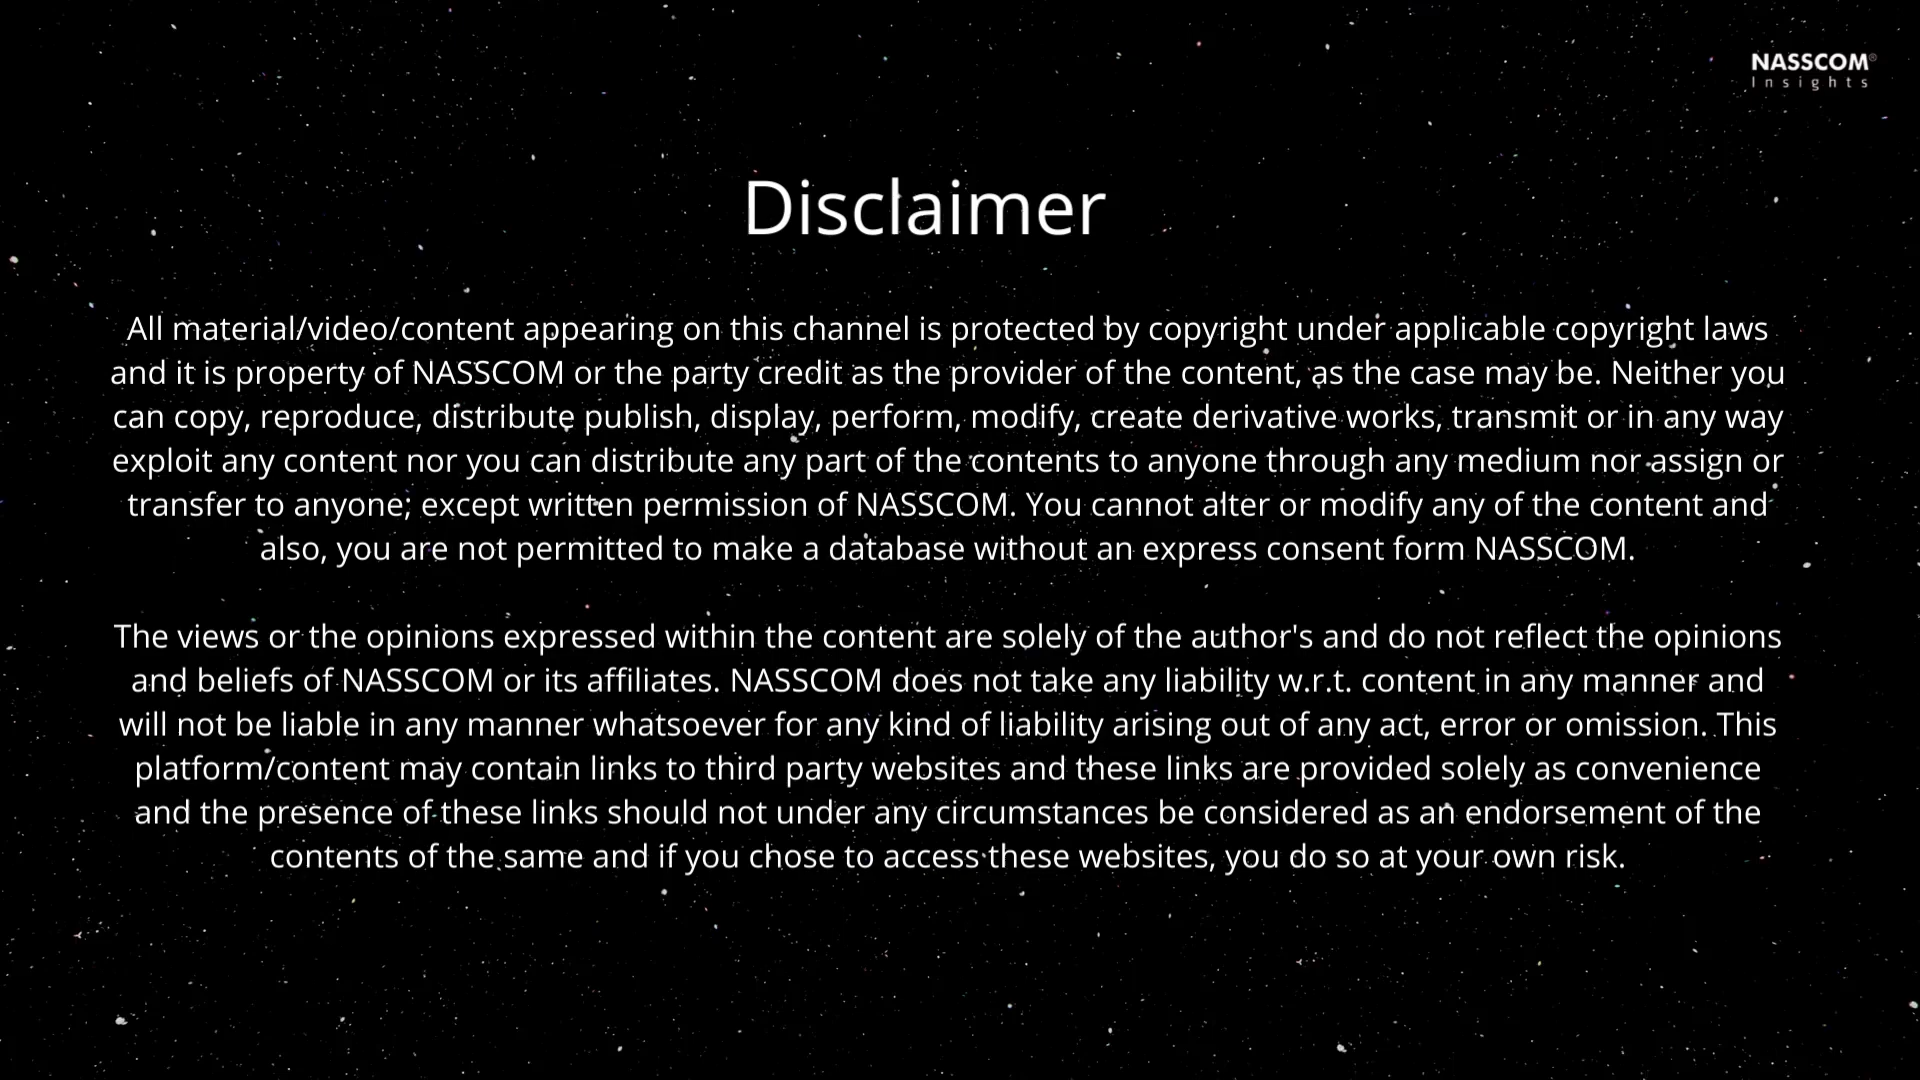 NASSCOM®
Insights
Disclaimer
All material/video/content appearing on this channel is protected by copyright under applicable copyright laws
and it is property of NASSCOM or the party credit as the provider of the content, as the case may be. Neither you
can copy, reproduce, distribute publish, display, perform, modify, create derivative works, transmit or in any way
exploit any content nor you can distribute any part of the contents to anyone through any medium nor assign or
transfer to anyone; except written permission of NASSCOM. You cannot alter or modify any of the content and
also, you are not permitted to make a database without an express consent form NASSCOM.
The views or the opinions expressed within the content are solely of the author's and do not reflect the opinions
and beliefs of NASSCOM or its affiliates. NASSCOM does not take any liability w.r.t. content in any manner and
will not be liable in any manner whatsoever for any kind of liability arising out of any act, error or omission. This
platform/content may contain links to third party websites and these links are provided solely as convenience
and the presence of these links should not under any circumstances be considered as an endorsement of the
contents of the same and if you chose to access these websites, you do so at your own risk.